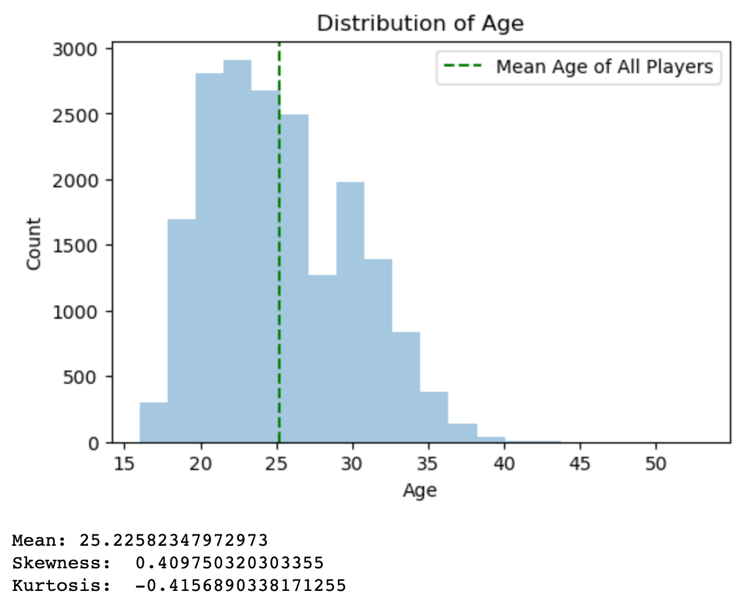 Distribution of Age
3000
2500
2000
1500
1000
500
0
Count
Mean Age of All Players
15 20 25 30 35 40 45 50
Age
Mean: 25.22582347972973
Skewness:  0.409750320303355
Kurtosis:  -0.4156890338171255